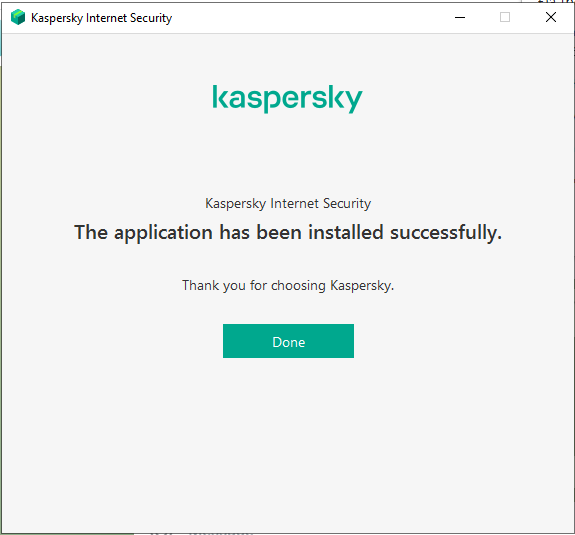 Kaspersky Internet Security
kaspersky
Kaspersky Internet Security
The application has been installed successfully.
Thank you for choosing Kaspersky.
Done